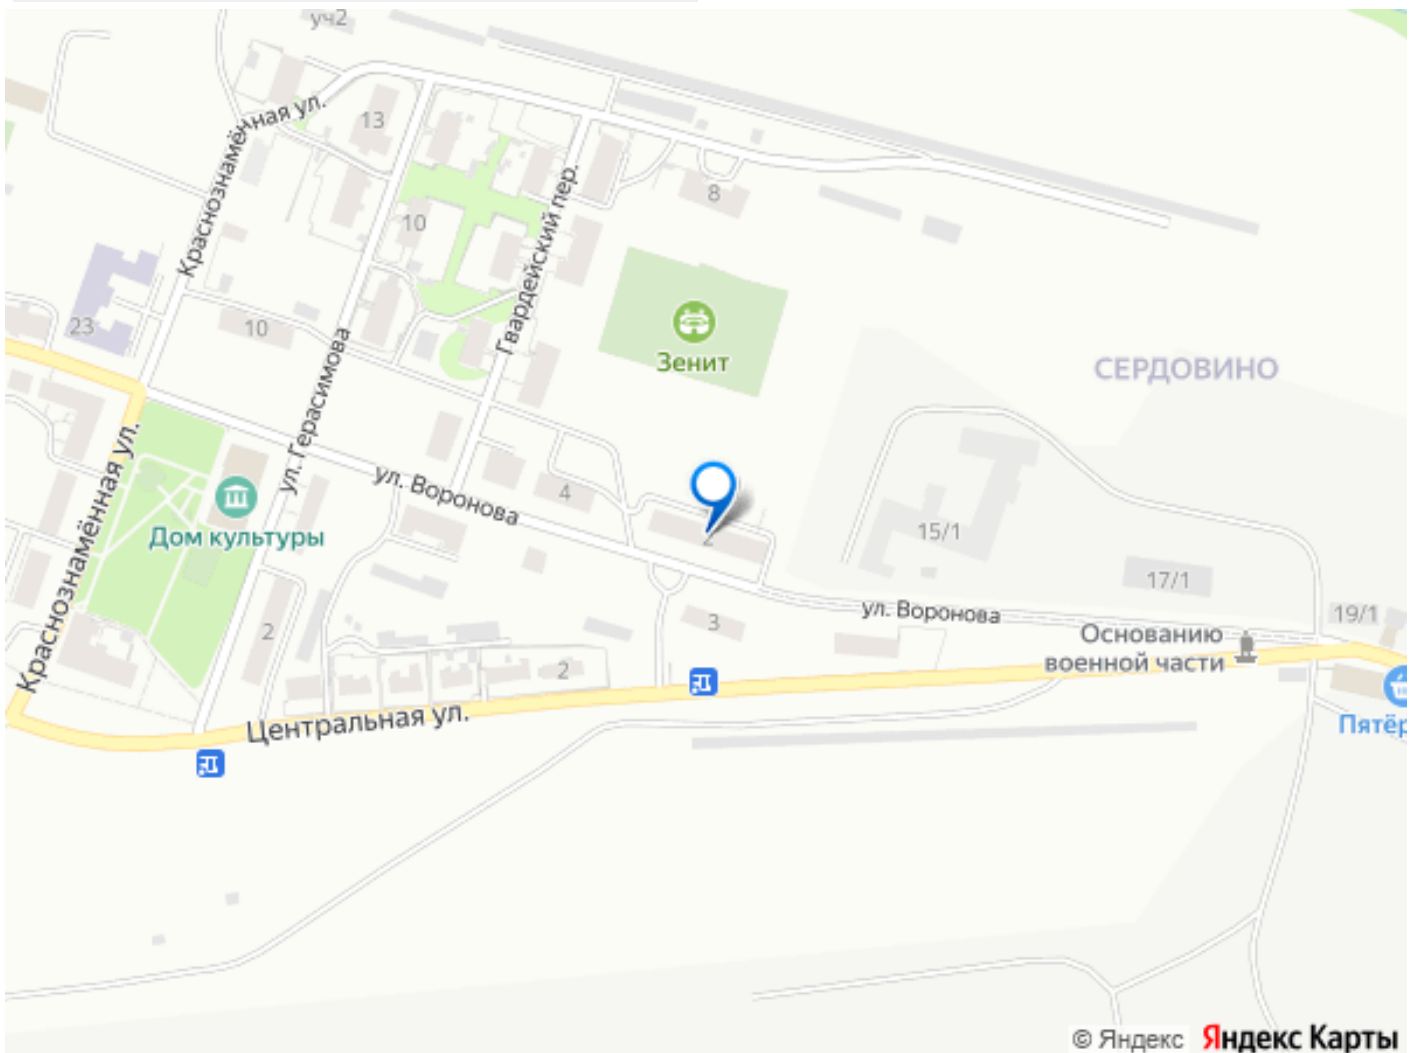 уч2
Краснознамённая ул.
13
8
10
Гвардейский пер.
23
10
ул. Герасимова
Зенит
СЕРДОВИНО
Краснознамённая ул.
ул. Воронова
4
Дом культуры
2
15/1
17/1
ул. Воронова
19/1
2
3
Основанию
военной части
2
Центральная ул.
Пятёр
© Яндекс Яндекс Карты